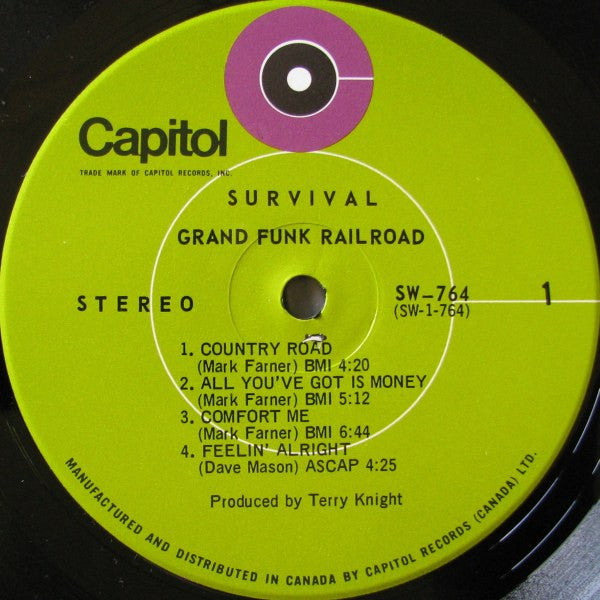 Capitol
TRADE MARK OF CAPITOL RECORDS, INC.
SURVIVAL
GRAND FUNK RAILROAD
STEREO
SW-764
(SW-1-764)
1
1. COUNTRY ROAD
(Mark Farner) BMI 4:20
2. ALL YOU'VE GOT IS MONEY
(Mark Farner) BMI 5:12
3. COMFORT ME
(Mark Farner) BMI 6:44
4. FEELIN' ALRIGHT
(Dave Mason) ASCAP 4:25
Produced by Terry Knight
MANUFACTURED AND DISTRIBUTED IN CANADA BY CAPITOL RECORDS (CANADA) LTD.